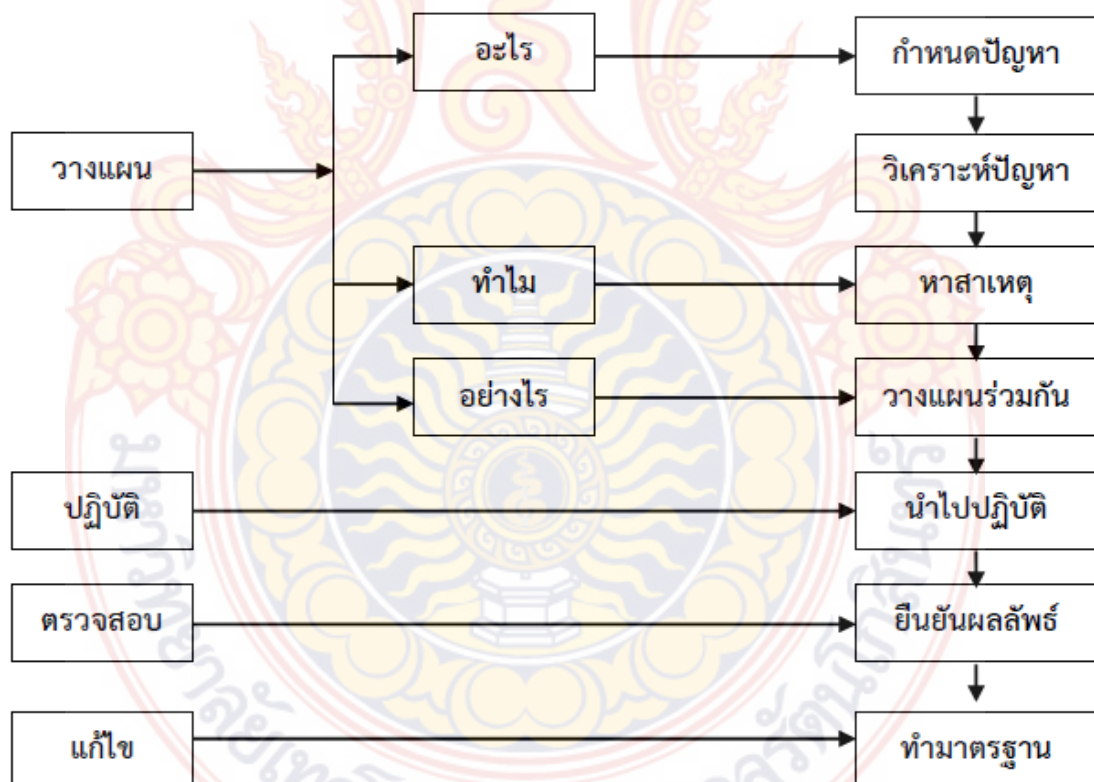 อะไร
กำหนดปัญหา
วางแผน
วิเคราะห์ปัญหา
ทำไม
หาสาเหตุ
อย่างไร
วางแผนร่วมกัน
ปฏิบัติ
นำไปปฏิบัติ
ตรวจสอบ
ยืนยันผลลัพธ์
แก้ไข
ทำมาตรฐาน